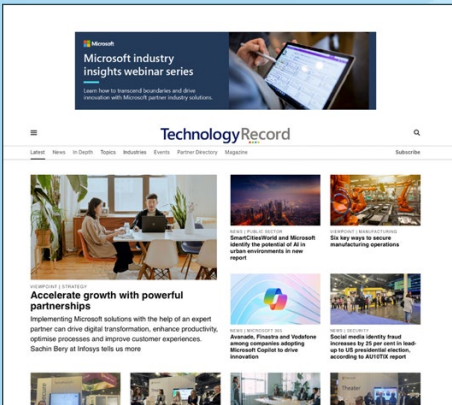 Microsoft
Microsoft industry
insights webinar series
Learn how to transcend boundaries and drive
innovation with Microsoft partner industry solutions.
TechnologyRecord
Latest News In Depth Topics Industries Events Partner Directory Magazine Subscribe
VIEWPOINT | STRATEGY
Accelerate growth with powerful
partnerships
Implementing Microsoft solutions with the help of an expert
partner can drive digital transformation, enhance productivity,
optimise processes and improve customer experiences.
Sachin Bery at Infosys tells us more
NEWS | PUBLIC SECTOR
SmartCitiesWorld and Microsoft
identify the potential of AI in
urban environments in new
report
VIEWPOINT | MANUFACTURING
Six key ways to secure
manufacturing operations
NEWS | MICROSOFT 365
Avanade, Finastra and Vodafone
among companies adopting
Microsoft Copilot to drive
innovation
NEWS | SECURITY
Social media identity fraud
increases by 25 per cent in lead-
up to US presidential election,
according to AU10TIX report
Theater